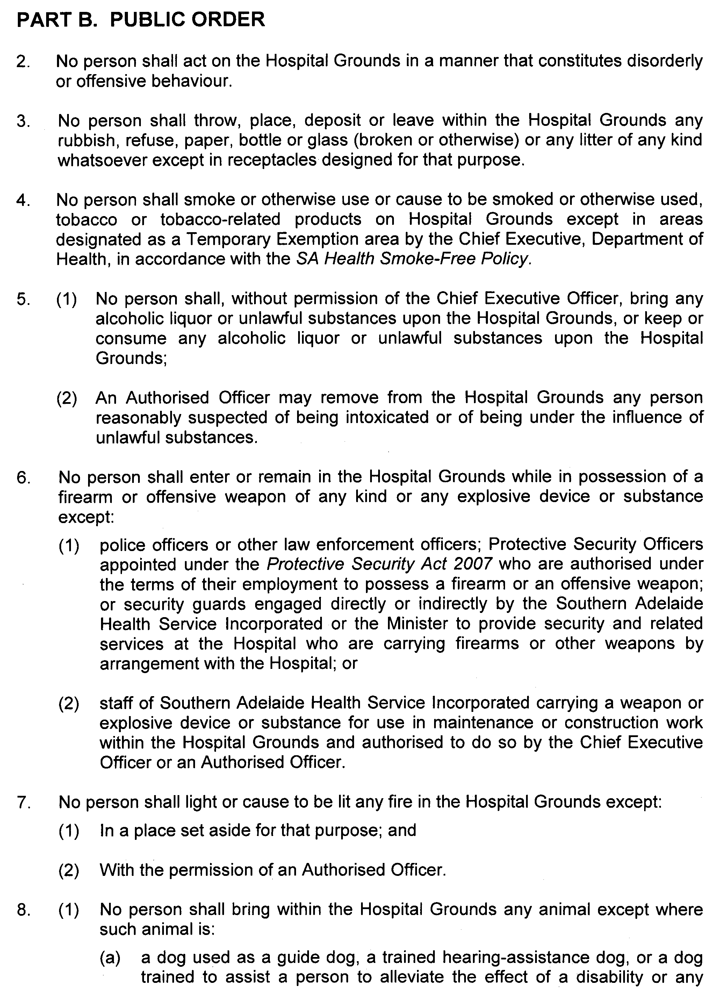 PART B. PUBLIC ORDER
2. No person shall act on the Hospital Grounds in a manner that constitutes disorderly
or offensive behaviour.
3. No person shall throw, place, deposit or leave within the Hospital Grounds any
rubbish, refuse, paper, bottle or glass (broken or otherwise) or any litter of any kind
whatsoever except in receptacles designed for that purpose.
4. No person shall smoke or otherwise use or cause to be smoked or otherwise used,
tobacco or tobacco-related products on Hospital Grounds except in areas
designated as a Temporary Exemption area by the Chief Executive, Department of
Health, in accordance with the SA Health Smoke-Free Policy.
5. (1) No person shall, without permission of the Chief Executive Officer, bring any
alcoholic liquor or unlawful substances upon the Hospital Grounds, or keep or
consume any alcoholic liquor or unlawful substances upon the Hospital
Grounds;
(2) An Authorised Officer may remove from the Hospital Grounds any person
reasonably suspected of being intoxicated or of being under the influence of
unlawful substances.
6. No person shall enter or remain in the Hospital Grounds while in possession of a
firearm or offensive weapon of any kind or any explosive device or substance
except:
(1) police officers or other law enforcement officers; Protective Security Officers
appointed under the Protective Security Act 2007 who are authorised under
the terms of their employment to possess a firearm or an offensive weapon;
or security guards engaged directly or indirectly by the Southern Adelaide
Health Service Incorporated or the Minister to provide security and related
services at the Hospital who are carrying firearms or other weapons by
arrangement with the Hospital; or
(2) staff of Southern Adelaide Health Service Incorporated carrying a weapon or
explosive device or substance for use in maintenance or construction work
within the Hospital Grounds and authorised to do so by the Chief Executive
Officer or an Authorised Officer.
7. No person shall light or cause to be lit any fire in the Hospital Grounds except:
(1) In a place set aside for that purpose; and
(2) With the permission of an Authorised Officer.
8. (1) No person shall bring within the Hospital Grounds any animal except where
such animal is:
(a) a dog used as a guide dog, a trained hearing-assistance dog, or a dog
trained to assist a person to alleviate the effect of a disability or any